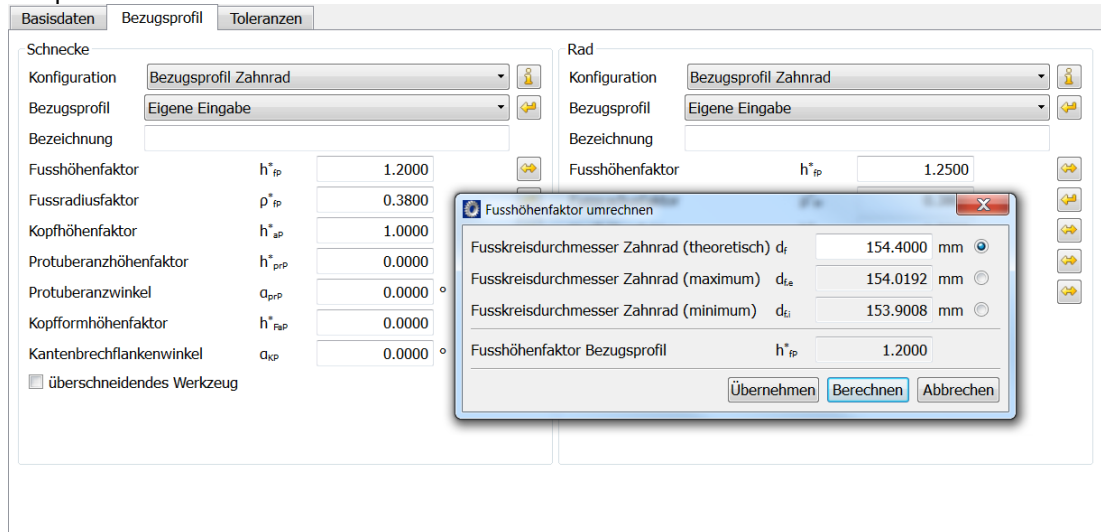 Basisdaten Bezugsprofil Toleranzen
Schnecke
Konfiguration Bezugsprofil Zahnrad
Bezugsprofil Eigene Eingabe
Bezeichnung
Fusshöhenfaktor h*fP 1.2000
Fussradiusfaktor ρ*fP 0.3800
Kopfhöhenfaktor h*aP 1.0000
Protuberanzhöhenfaktor h*prP 0.0000
Protuberanzwinkel αprP 0.0000 °
Kopfformhöhenfaktor h*FaP 0.0000
Kantenbrechflankenwinkel αKP 0.0000 °
überschneidendes Werkzeug
Rad
Konfiguration Bezugsprofil Zahnrad
Bezugsprofil Eigene Eingabe
Bezeichnung
Fusshöhenfaktor h*fP 1.2500
Fusshöhenfaktor umrechnen
Fusskreisdurchmesser Zahnrad (theoretisch) df 154.4000 mm
Fusskreisdurchmesser Zahnrad (maximum) df.e 154.0192 mm
Fusskreisdurchmesser Zahnrad (minimum) df.i 153.9008 mm
Fusshöhenfaktor Bezugsprofil h*fP 1.2000
Übernehmen Berechnen Abbrechen